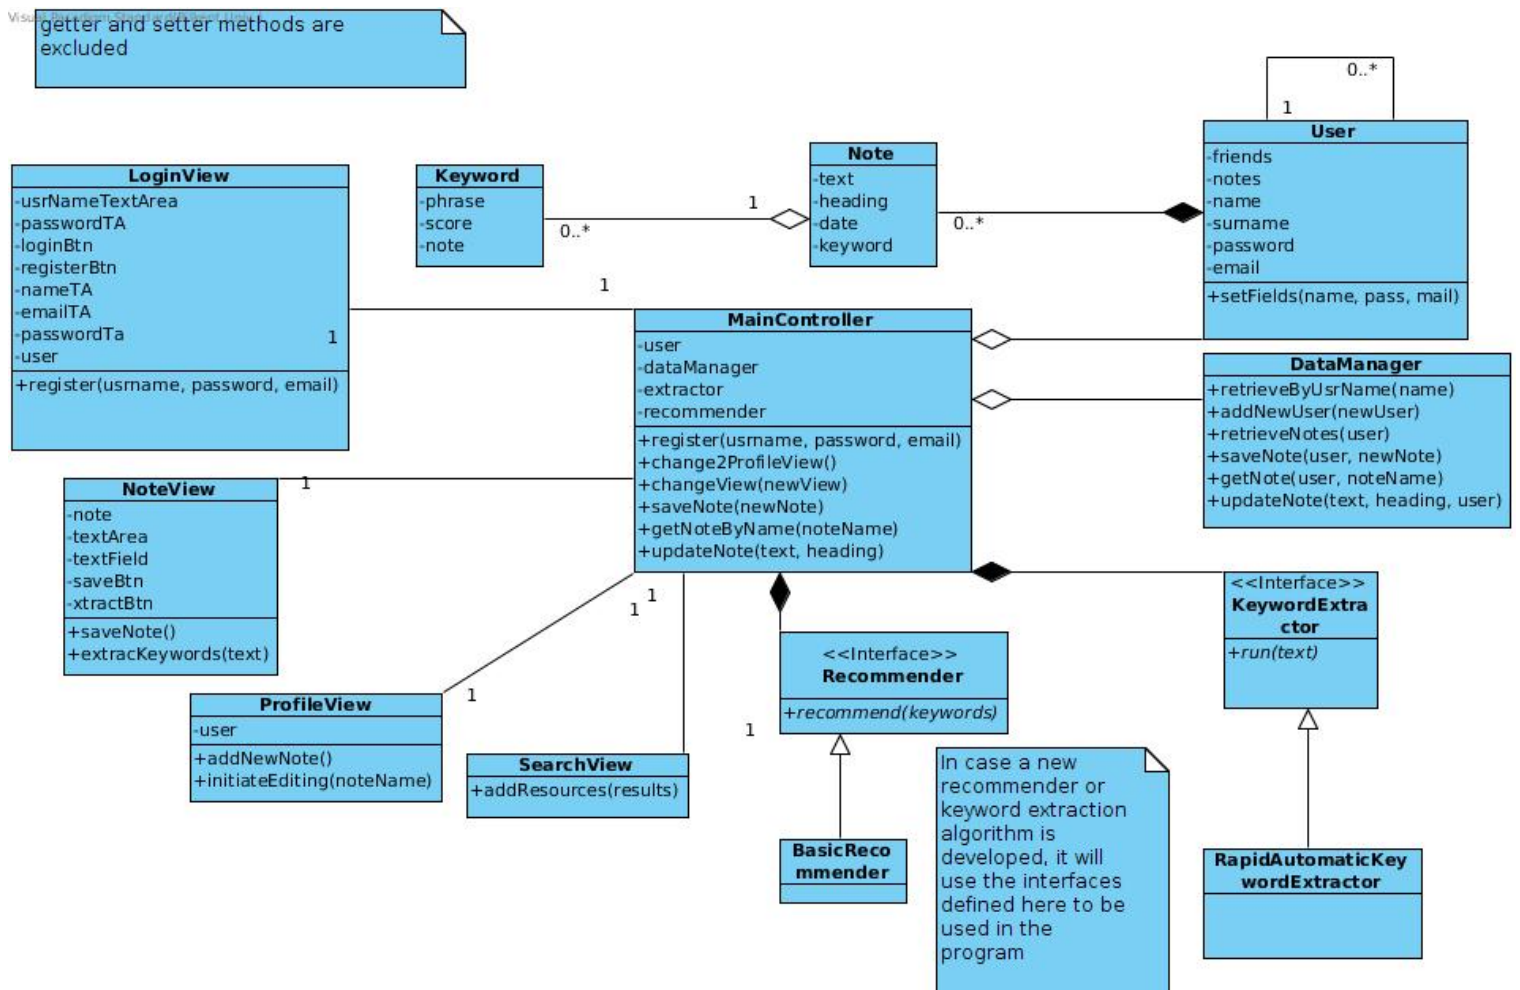 getter and setter methods are
excluded
0..*
1
User
-friends
-notes
-name
-surname
-password
-email
+setFields(name, pass, mail)
Note
-text
-heading
-date
-keyword
0..*
1
0..*
Keyword
-phrase
-score
-note
LoginView
-usrNameTextArea
-passwordTA
-loginBtn
-registerBtn
-nameTA
-emailTA
-passwordTa
-user
+register(usrname, password, email)
1
1
MainController
-user
-dataManager
-extractor
-recommender
+register(usrname, password, email)
+change2ProfileView()
+changeView(newView)
+saveNote(newNote)
+getNoteByName(noteName)
+updateNote(text, heading)
DataManager
+retrieveByUsrName(name)
+addNewUser(newUser)
+retrieveNotes(user)
+saveNote(user, newNote)
+getNote(user, noteName)
+updateNote(text, heading, user)
NoteView
-note
-textArea
-textField
-saveBtn
-xtractBtn
+saveNote()
+extracKeywords(text)
1
1
1
1
ProfileView
-user
+addNewNote()
+initiateEditing(noteName)
SearchView
+addResources(results)
1
<<Interface>>
Recommender
+recommend(keywords)
<<Interface>>
KeywordExtra
ctor
+run(text)
BasicReco
mmender
In case a new
recommender or
keyword extraction
algorithm is
developed, it will
use the interfaces
defined here to be
used in the
program
RapidAutomaticKey
wordExtractor